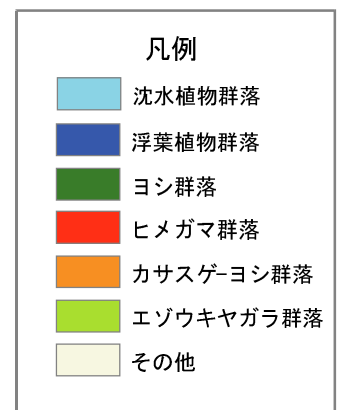 凡例
沈水植物群落
浮葉植物群落
ヨシ群落
ヒメガマ群落
カサスゲ−ヨシ群落
エゾウキヤガラ群落
その他